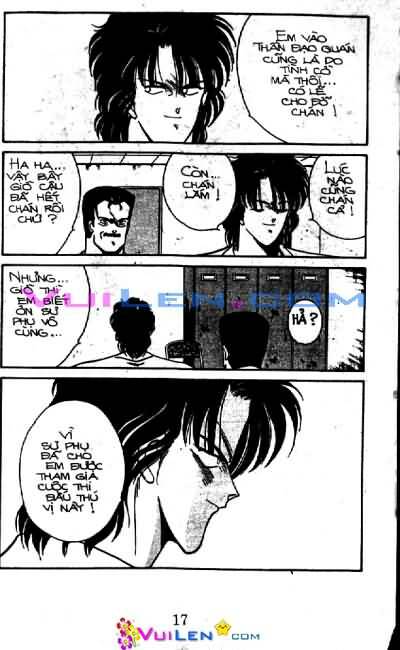 EM VÀO
THẦN ĐẠO QUÁN
CŨNG LÀ DO
TÌNH CỜ
MÀ THÔI...
CÓ LẼ
CHO ĐỠ
CHÁN!
HA HA...
VẬY BÂY
GIỜ CẬU
ĐÃ HẾT
CHÁN RỒI
CHỨ?
CÒN...
CHÁN
LẮM!
LÚC
NÀO
CŨNG
CHÁN
CẢ!
NHƯNG...
GIỜ THÌ
EM BIẾT
ƠN SƯ
PHỤ VÔ
CÙNG...
HẢ?
VUILEN.COM
VÌ
SƯ PHỤ
ĐÃ CHO
EM ĐƯỢC
THAM GIA
CUỘC THI
ĐẤU THÚ
VỊ NÀY!
17
VUILEN.COM